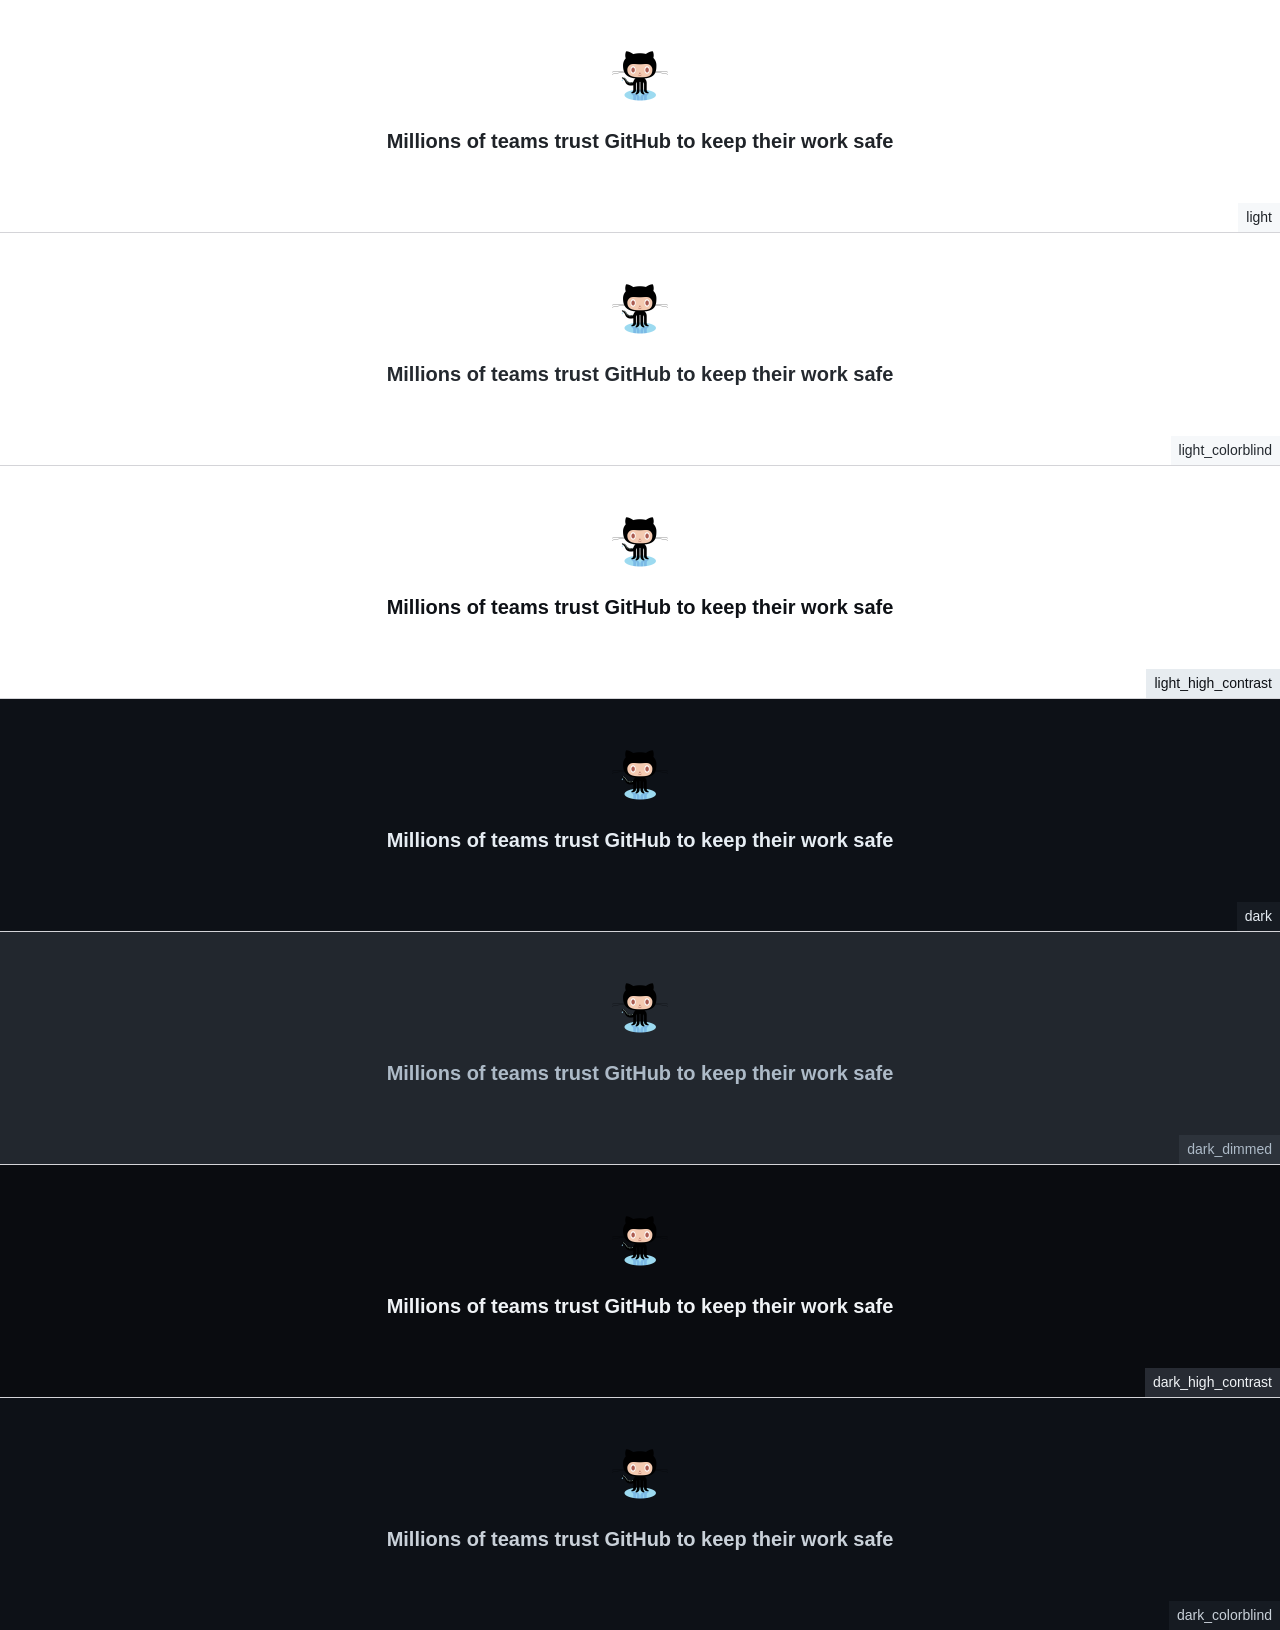 Millions of teams trust GitHub to keep their work safe
light
Millions of teams trust GitHub to keep their work safe
light_colorblind
Millions of teams trust GitHub to keep their work safe
light_high_contrast
Millions of teams trust GitHub to keep their work safe
dark
Millions of teams trust GitHub to keep their work safe
dark_dimmed
Millions of teams trust GitHub to keep their work safe
dark_high_contrast
Millions of teams trust GitHub to keep their work safe
dark_colorblind